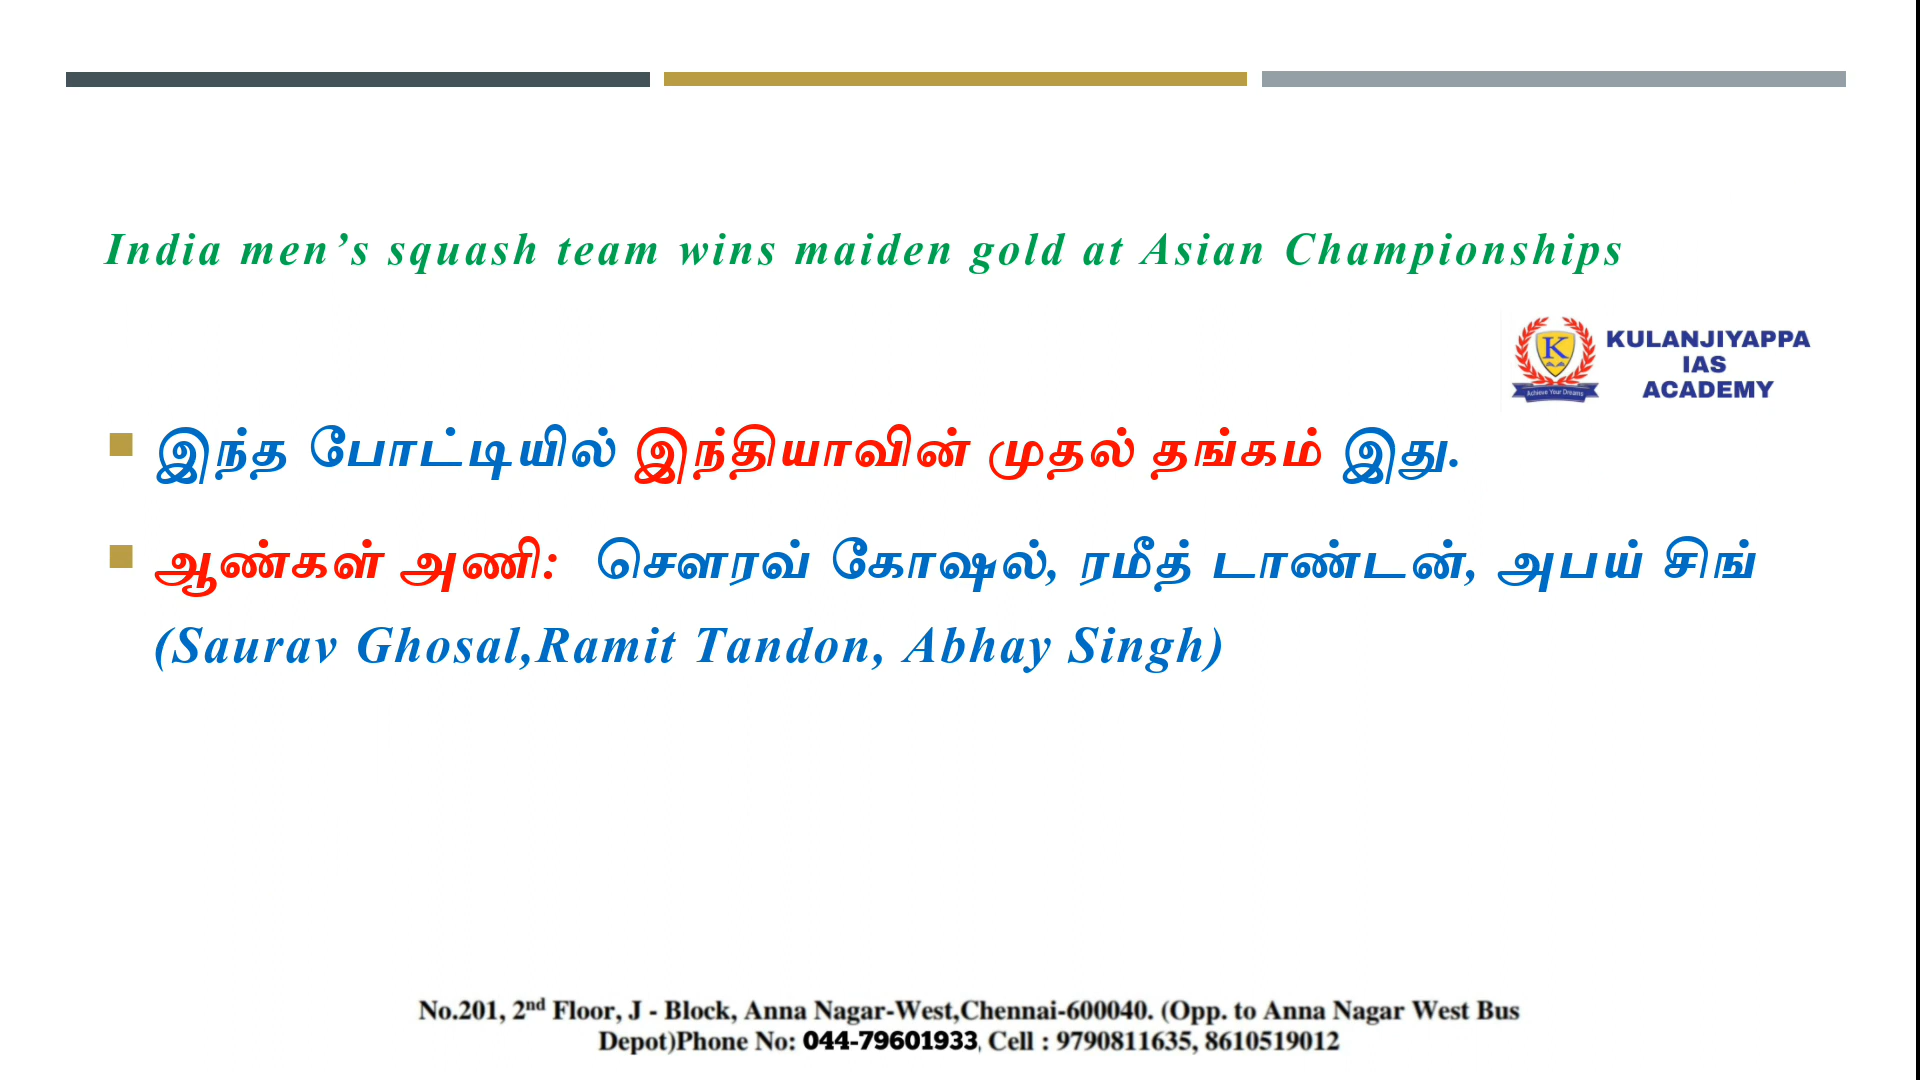 India men’s squash team wins maiden gold at Asian Championships
K
Achieve Your Dreams
KULANJIYAPPA
IAS
ACADEMY
இந்த போட்டியில் இந்தியாவின் முதல் தங்கம் இது.
ஆண்கள் அணி: சௌரவ் கோஷல், ரமீத் டாண்டன், அபய் சிங்
(Saurav Ghosal,Ramit Tandon, Abhay Singh)
No.201, 2nd Floor, J - Block, Anna Nagar-West,Chennai-600040. (Opp. to Anna Nagar West Bus
Depot)Phone No: 044-79601933, Cell : 9790811635, 8610519012